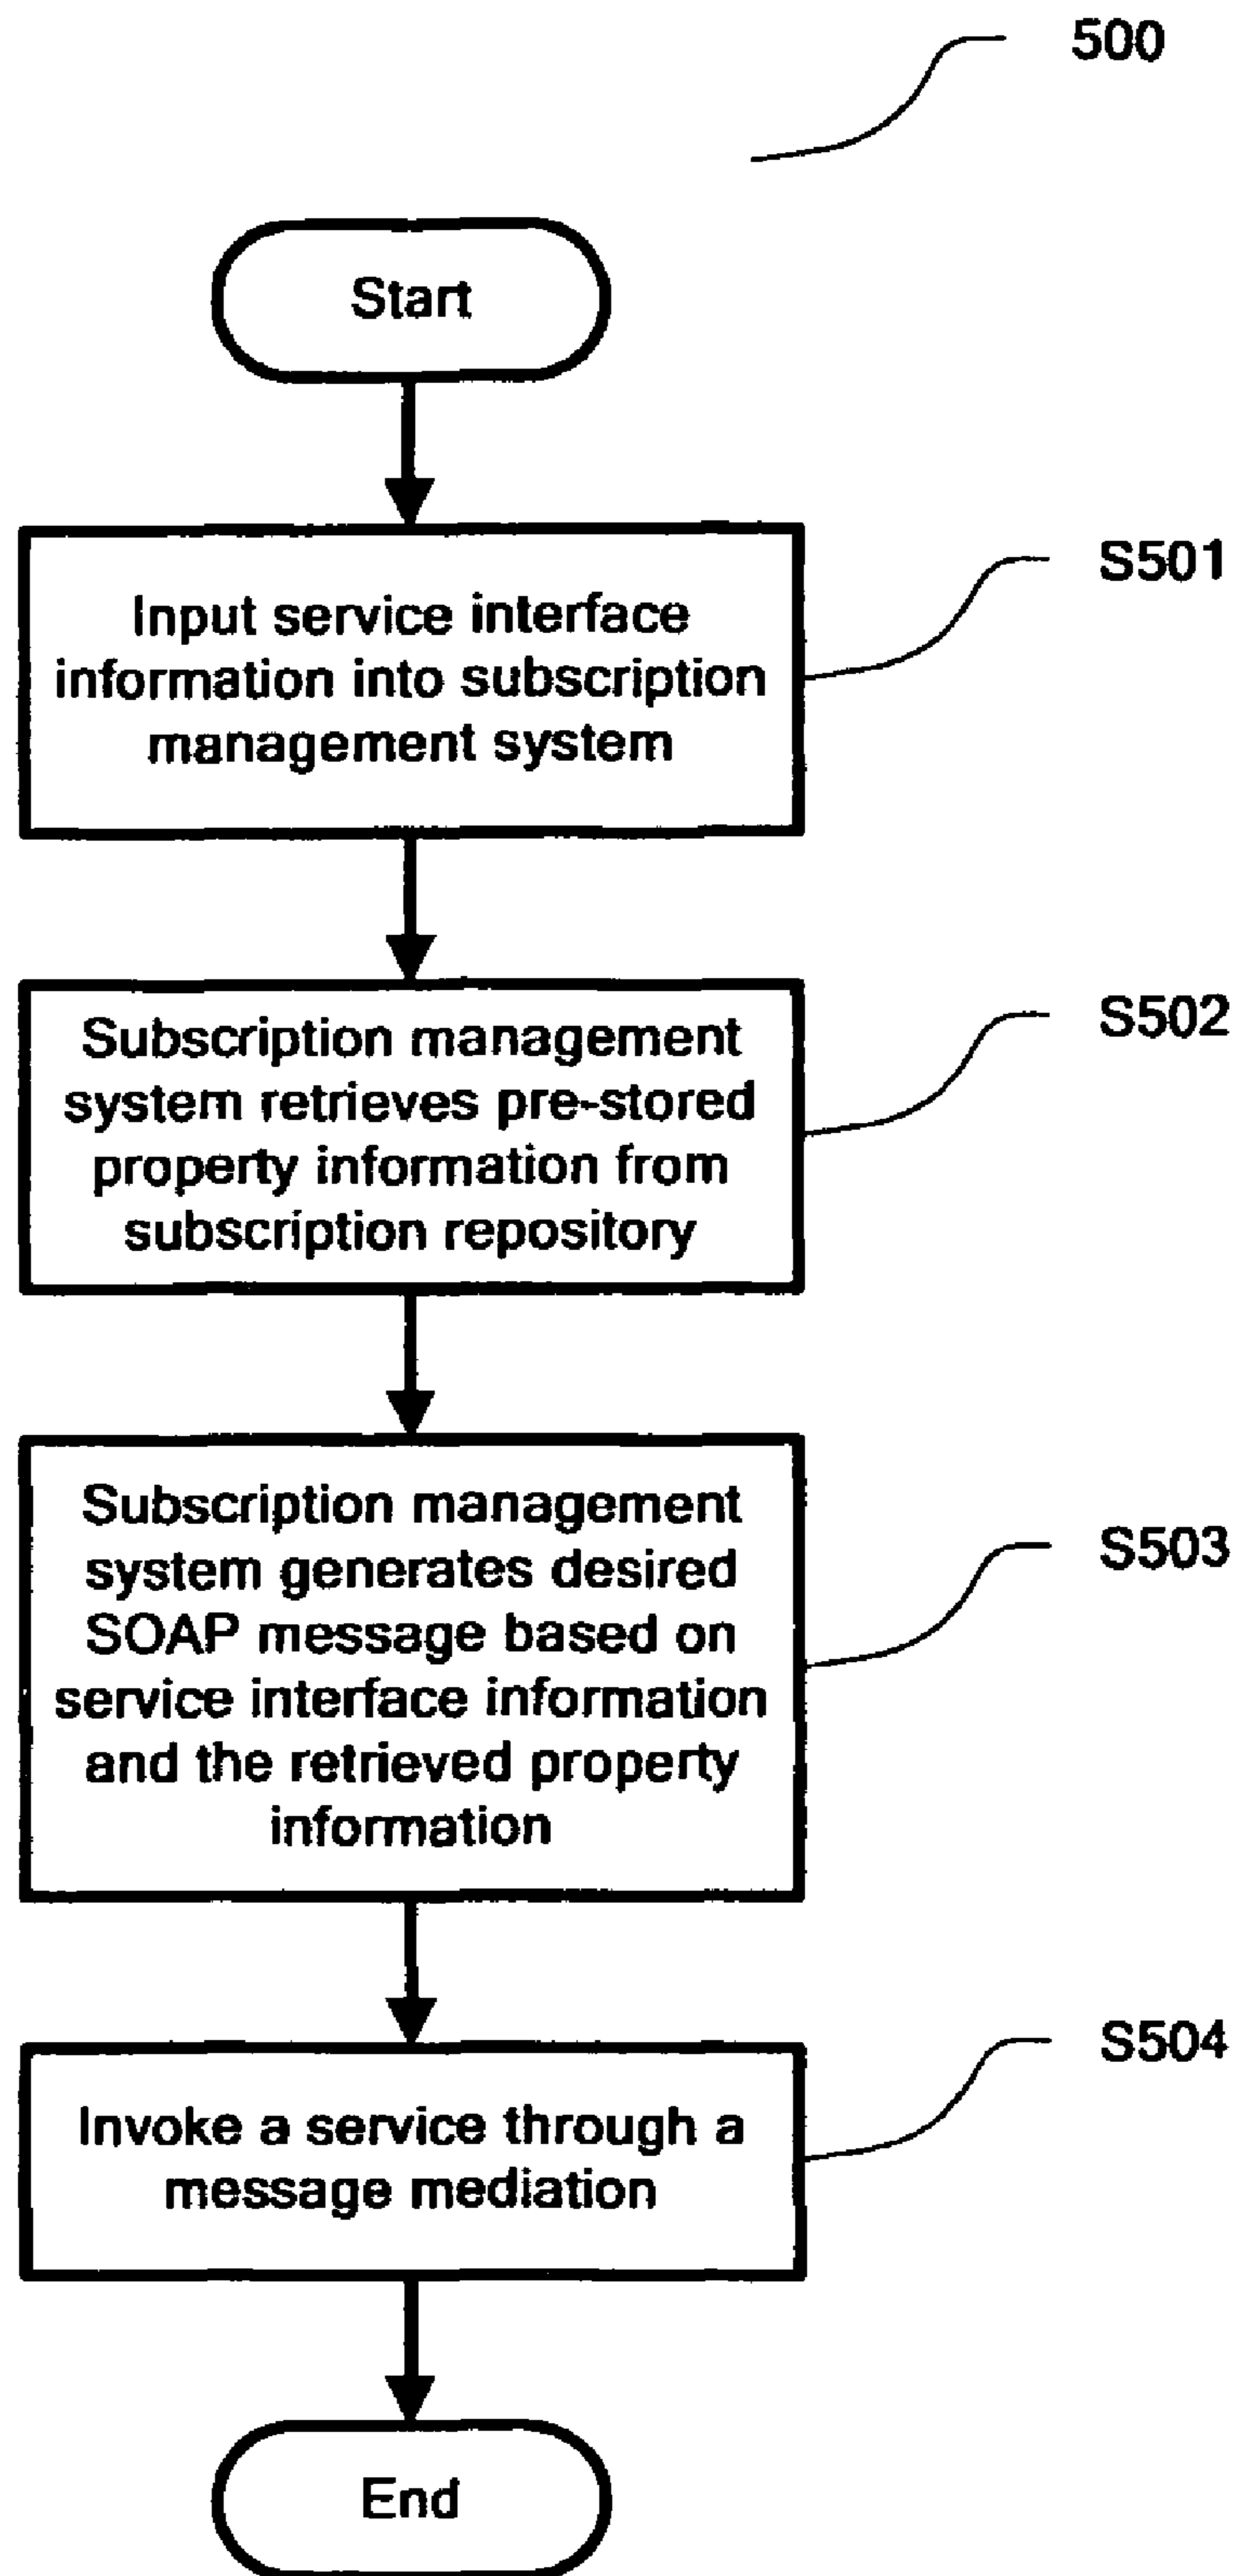 500
Start
S501
Input service interface
information into subscription
management system
S502
Subscription management
system retrieves pre-stored
property information from
subscription repository
S503
Subscription management
system generates desired
SOAP message based on
service interface information
and the retrieved property
information
S504
Invoke a service through a
message mediation
End